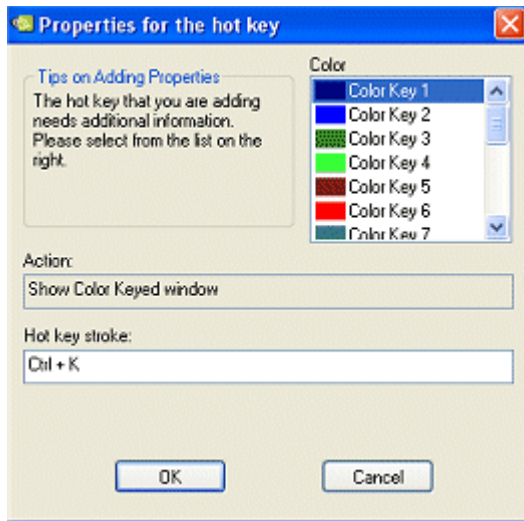 Properties for the hot key
Tips on Adding Properties
The hot key that you are adding
needs additional information.
Please select from the list on the
right.
Color
Color Key 1
Color Key 2
Color Key 3
Color Key 4
Color Key 5
Color Key 6
Color Key 7
Action:
Show Color Keyed window
Hot key stroke:
Ctrl + K
OK
Cancel